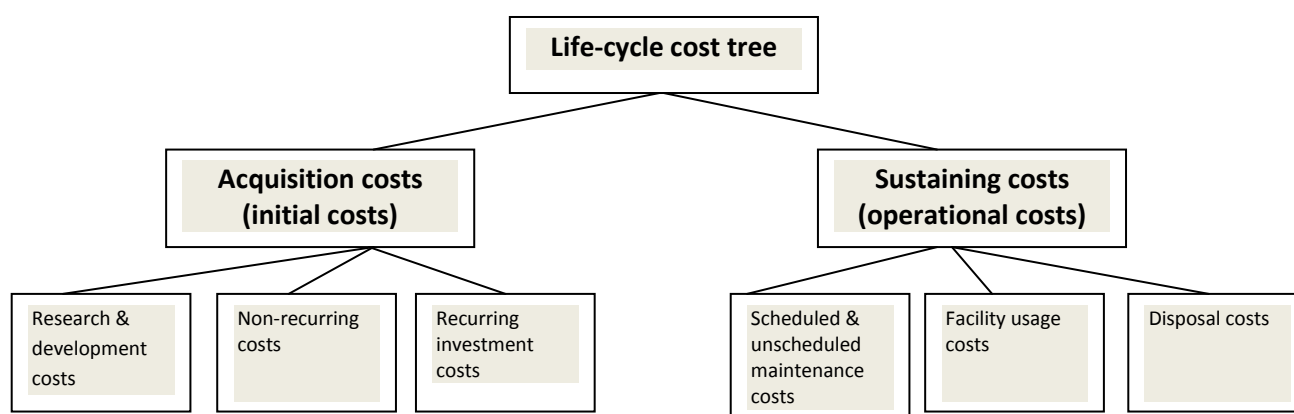 Life-cycle cost tree
Acquisition costs
(initial costs)
Sustaining costs
(operational costs)
Research &
development
costs
Non-recurring
costs
Recurring
investment
costs
Scheduled &
unscheduled
maintenance
costs
Facility usage
costs
Disposal costs